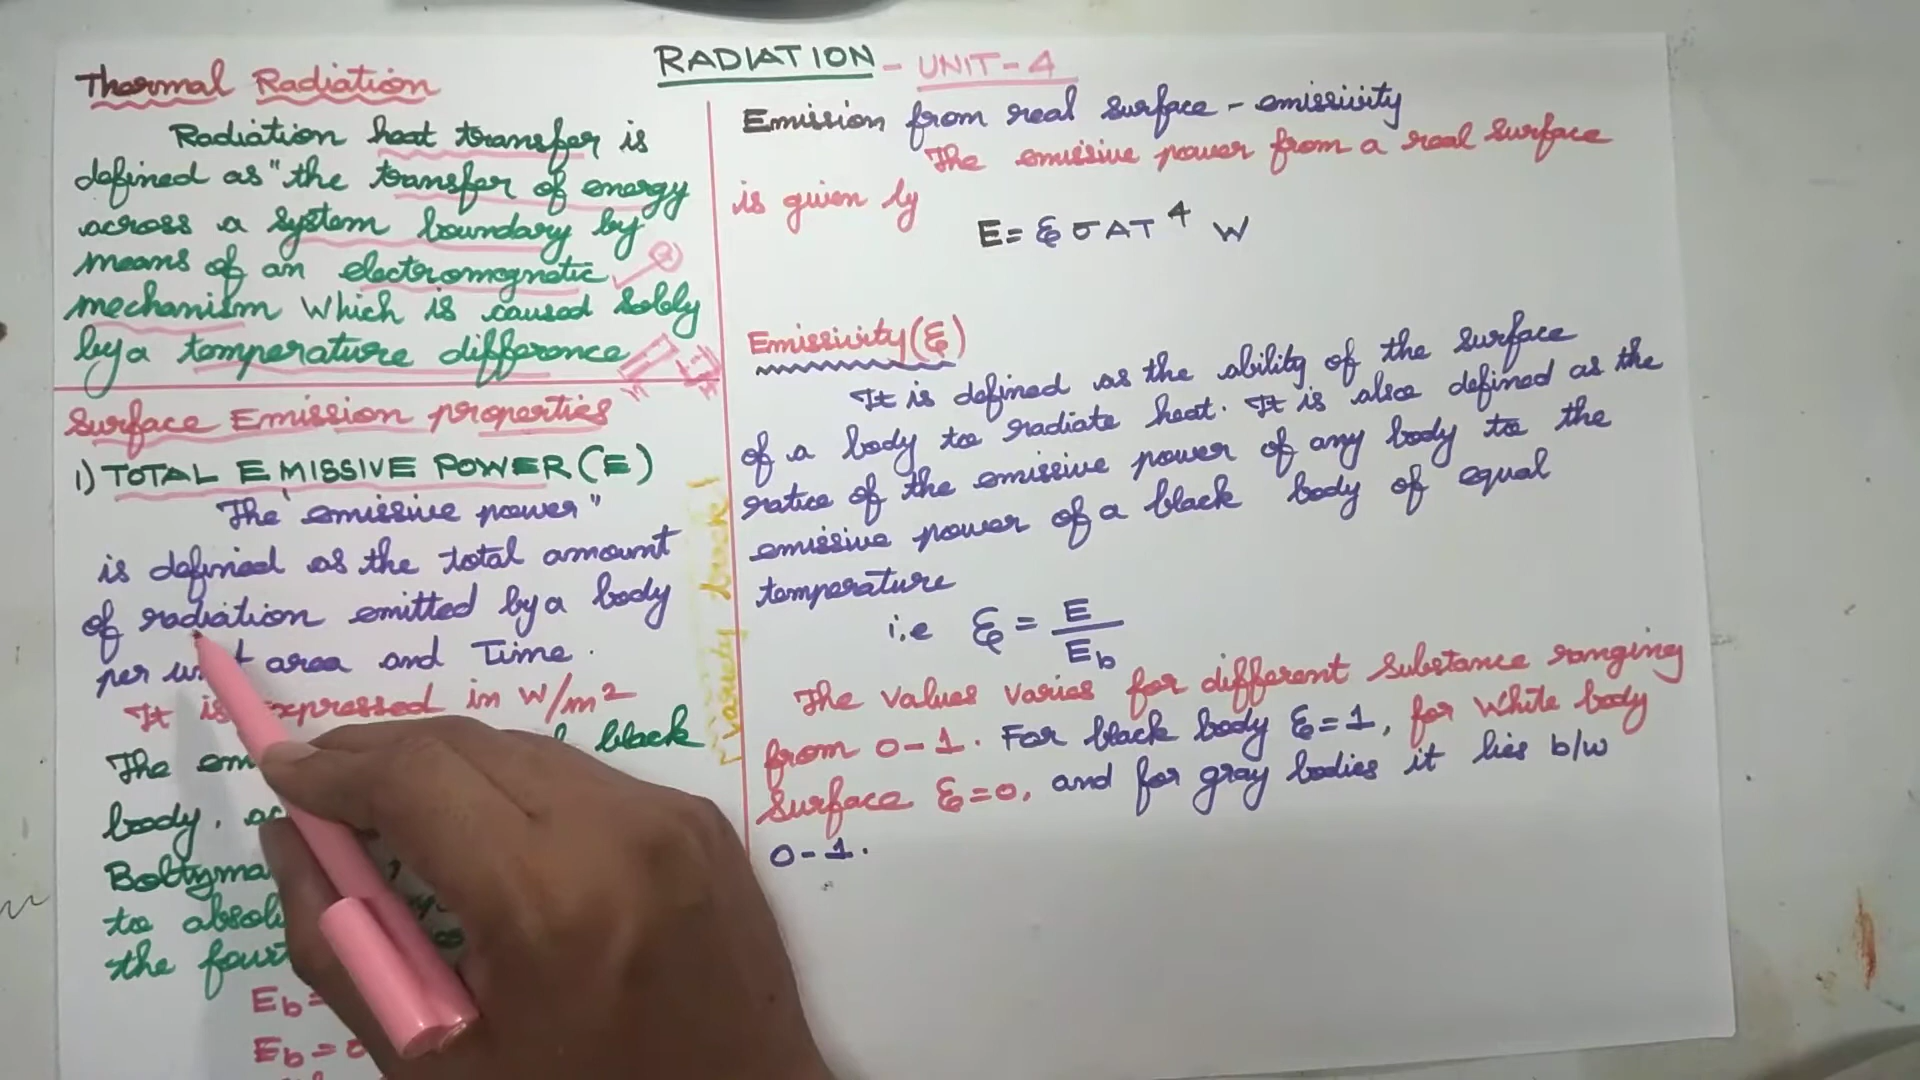 RADIATION - UNIT-4
Thermal Radiation
Radiation heat transfer is
defined as "the transfer of energy
across a system boundary by
means of an electromagnetic
mechanism which is caused solely
by a temperature difference
Surface Emission properties
1) TOTAL EMISSIVE POWER (E)
The "emissive power"
is defined as the total amount
of radiation emitted by a body
per area and Time.
It is expressed in W/m2
The black
body,
to
the
Eb=
Eb=
Emission from real surface - emissivity
The emissive power from a real surface
is given by
E= ε σ A T 4 W
Emissivity (ε)
It is defined as the ability of the surface
of a body to radiate heat. It is also defined as the
ratio of the emissive power of any body to the
emissive power of a black body of equal
temperature
i.e ε = E
Eb
The values varies for different substance ranging
from 0-1. For black body ε=1, for white body
surface ε=0, and for gray bodies it lies b/w
0-1.